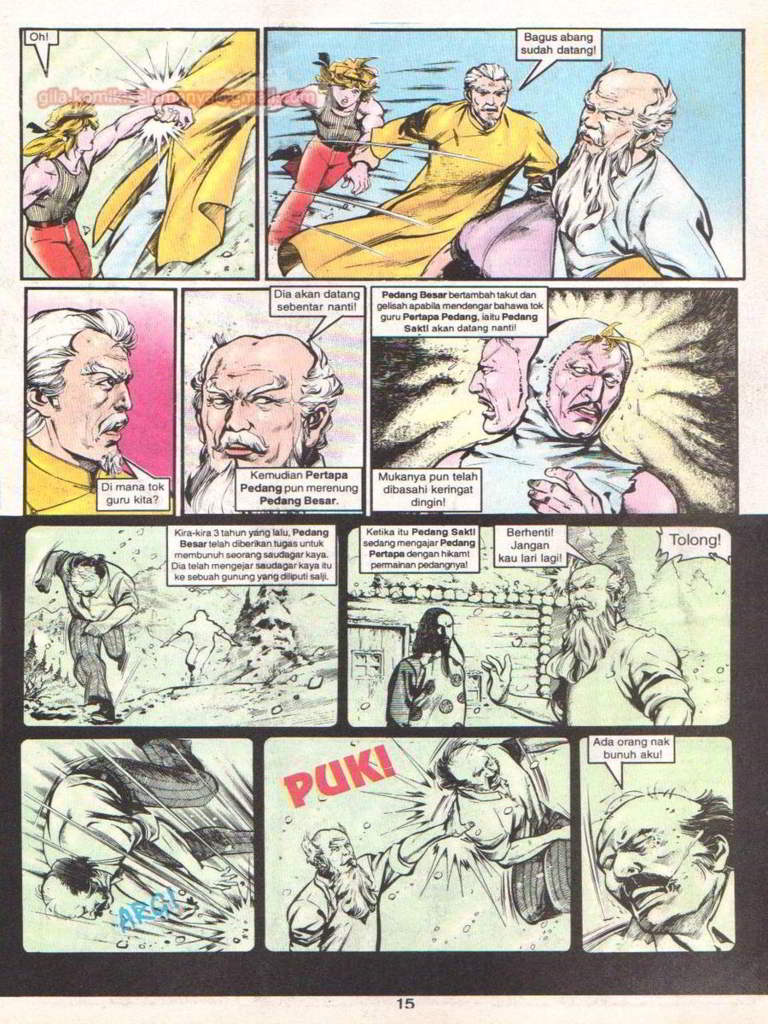 Oh!
Bagus abang
sudah datang!
Di mana tok
guru kita?
Dia akan datang
sebentar nanti!
Kemudian Pertapa
Pedang pun merenung
Pedang Besar.
Pedang Besar bertambah takut dan
gelisah apabila mendengar bahawa tok
guru Pertapa Pedang, iaitu Pedang
Sakti akan datang nanti!
Mukanya pun telah
dibasahi keringat
dingin!
Kira-kira 3 tahun yang lalu, Pedang
Besar telah diberikan tugas untuk
membunuh seorang saudagar kaya.
Dia telah mengejar saudagar kaya itu
ke sebuah gunung yang diliputi salji.
Ketika itu Pedang Sakti
sedang mengajar Pedang
Pertapa dengan hikamt
permainan pedangnya!
Berhenti!
Jangan
kau lari lagi!
Tolong!
ARG!
PUK!
Ada orang nak
bunuh aku!
15